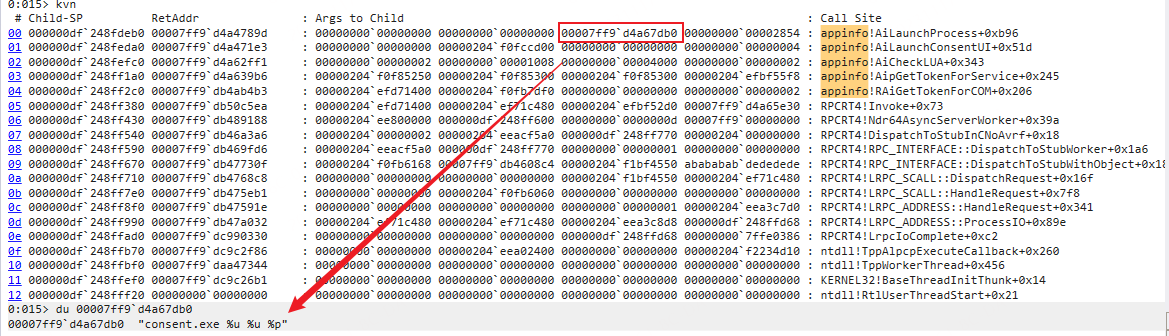 0:015> kvn
# Child-SP RetAddr : Args to Child : Call Site
00 000000df`248fdeb0 00007ff9`d4a4789d : 00000000`00000000 00000000`00000000 00007ff9`d4a67db0 00000000`00002854 : appinfo!AiLaunchProcess+0xb96
01 000000df`248feb90 00007ff9`d4a471e3 : 00000000`00000000 00000204`f0fccd00 00000000`00000000 00000000`00000004 : appinfo!AiLaunchConsentUI+0x51d
02 000000df`248fefc0 00007ff9`d4a62ff1 : 00000000`00000002 00000000`00001008 00000000`00004000 00000000`00000002 : appinfo!AiCheckLUA+0x343
03 000000df`248ff1a0 00007ff9`d4a639b6 : 00000204`f0f85250 00000204`f0f85300 00000204`f0f85300 00000204`efbf55f8 : appinfo!AipGetTokenForService+0x245
04 000000df`248ff2c0 00007ff9`db4ab4b3 : 00000204`efd71400 00000204`f0fb7df0 00000000`00000000 00000000`00000002 : appinfo!RAiGetTokenForCOM+0x206
05 000000df`248ff380 00007ff9`db50c5ea : 00000204`efd71400 00000204`ef71c480 00000204`efbf52d0 00007ff9`d4a65e30 : RPCRT4!Invoke+0x73
06 000000df`248ff430 00007ff9`db489188 : 00000204`ee800000 000000df`248ff600 00000000`0000000d 00007ff9`00000000 : RPCRT4!Ndr64AsyncServerWorker+0x39a
07 000000df`248ff540 00007ff9`db46a3a6 : 00000204`00000002 00000204`eeacf5a0 000000df`248ff770 00000000`00000000 : RPCRT4!DispatchToStubInCNoAvrf+0x18
08 000000df`248ff590 00007ff9`db469fd6 : 00000204`eeacf5a0 000000df`248ff770 00000000`00000001 00000000`00000000 : RPCRT4!RPC_INTERFACE::DispatchToStubWorker+0x1a6
09 000000df`248ff670 00007ff9`db47730f : 00000204`f0fb6168 00007ff9`db4608c4 00000204`f1bf4550 abababab`dededede : RPCRT4!RPC_INTERFACE::DispatchToStubWithObject+0x18
0a 000000df`248ff710 00007ff9`db4768c8 : 00000000`00000000 00000000`00000000 00000204`f1bf4550 00000204`ef71c480 : RPCRT4!LRPC_SCALL::DispatchRequest+0x16f
0b 000000df`248ff7e0 00007ff9`db475eb1 : 00000000`00000000 00000204`f0fb6060 00000000`00000000 00000000`00000000 : RPCRT4!LRPC_SCALL::HandleRequest+0x7f8
0c 000000df`248ff8f0 00007ff9`db47591e : 00000000`00000000 00000000`00000000 00000000`00000001 00000204`eea3c7d0 : RPCRT4!LRPC_ADDRESS::HandleRequest+0x341
0d 000000df`248ff990 00007ff9`db47a032 : 00000204`ef71c480 00000204`ef71c480 00000204`eea3c8d8 000000df`248ffd68 : RPCRT4!LRPC_ADDRESS::ProcessIO+0x89e
0e 000000df`248ffad0 00007ff9`dc990330 : 00000000`00000000 00000000`00000000 000000df`248ffd68 00000000`7ffe0386 : RPCRT4!LrpcIoComplete+0xc2
0f 000000df`248ffb70 00007ff9`dc9c2f86 : 00000000`00000000 00000204`eea02400 00000000`00000000 00000204`f2234d10 : ntdll!TppAlpcpExecuteCallback+0x260
10 000000df`248ffbf0 00007ff9`daa47344 : 00000000`00000000 00000000`00000000 00000000`00000000 00000000`00000000 : ntdll!TppWorkerThread+0x456
11 000000df`248ffef0 00007ff9`dc9c26b1 : 00000000`00000000 00000000`00000000 00000000`00000000 00000000`00000000 : KERNEL32!BaseThreadInitThunk+0x14
12 000000df`248fff20 00000000`00000000 : 00000000`00000000 00000000`00000000 00000000`00000000 00000000`00000000 : ntdll!RtlUserThreadStart+0x21
0:015> du 00007ff9`d4a67db0
00007ff9`d4a67db0 "consent.exe %u %u %p"